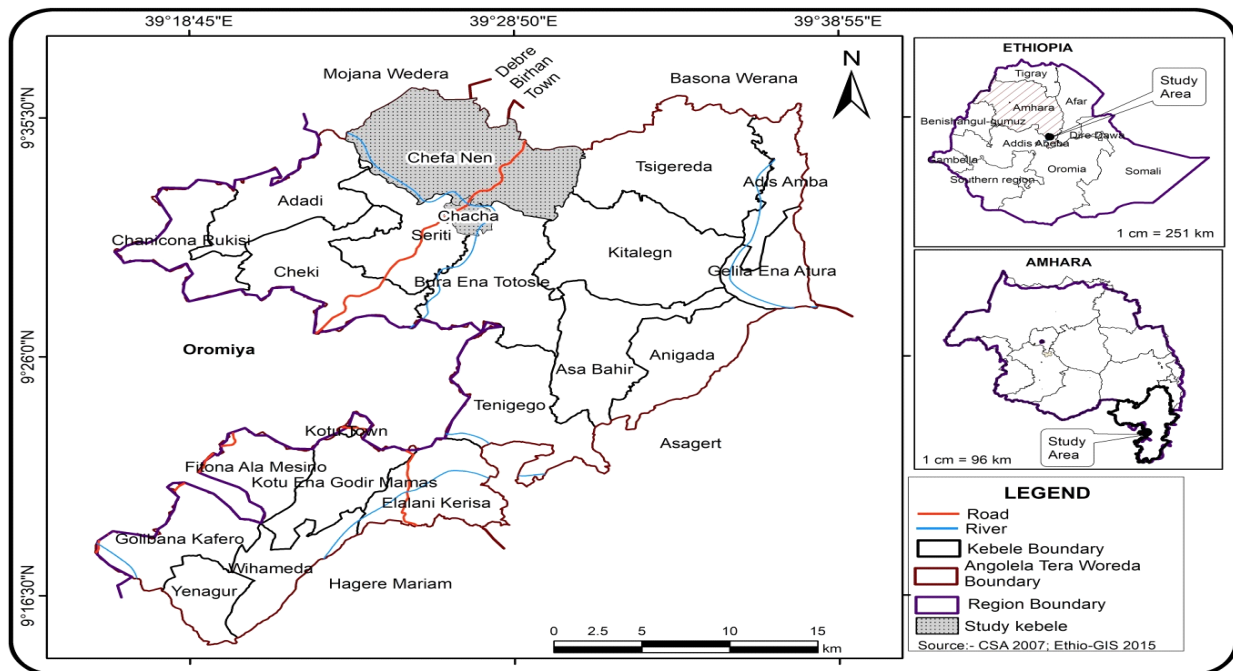 39°18'45"E
39°28'50"E
39°38'55"E
9°35'30"N
9°26'0"N
9°16'30"N
Mojana Wedera
Debre
Birhan
Town
Basona Werana
N
Chefa Nen
Tsigereda
Adis Amba
Adadi
Chacha
Chanicona Rukisi
Seriti
Kitalegn
Cheki
Bura Ena Totosle
Gelila Ena Atura
Oromiya
Anigada
Asa Bahir
Tenigego
Kotu Town
Asagert
Fitona Ala Mesino
Kotu Ena Godir Mamas
Elalani Kerisa
Golibana Kafero
Wihameda
Yenagur
Hagere Mariam
0 2.5 5 10 15
km
ETHIOPIA
Tigray
Study
Area
Amhara
Afar
Benishangul-gumuz
Dire Dawa
Addis Abeba
Gambella
Oromia
Somali
Southern region
1 cm = 251 km
AMHARA
Study
Area
1 cm = 96 km
LEGEND
Road
River
Kebele Boundary
Angolela Tera Woreda
Boundary
Region Boundary
Study kebele
Source:- CSA 2007; Ethio-GIS 2015